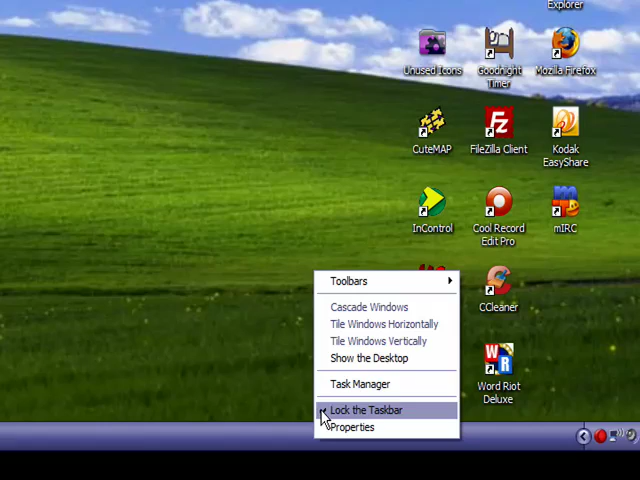 Explorer
Unused Icons
Goodnight
Timer
Mozilla Firefox
CuteMAP
FileZilla Client
Kodak
EasyShare
InControl
Cool Record
Edit Pro
mIRC
CCleaner
Word Riot
Deluxe
Toolbars
Cascade Windows
Tile Windows Horizontally
Tile Windows Vertically
Show the Desktop
Task Manager
Lock the Taskbar
Properties